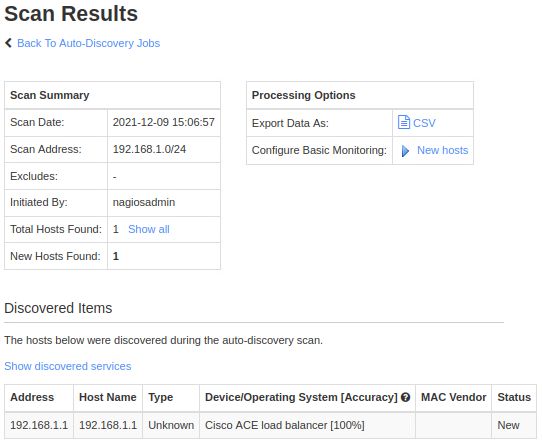 Scan Results
Back To Auto-Discovery Jobs
Scan Summary
Scan Date: 2021-12-09 15:06:57
Scan Address: 192.168.1.0/24
Excludes: -
Initiated By: nagiosadmin
Total Hosts Found: 1 Show all
New Hosts Found: 1
Processing Options
Export Data As: CSV
Configure Basic Monitoring: New hosts
Discovered Items
The hosts below were discovered during the auto-discovery scan.
Show discovered services
Address Host Name Type Device/Operating System [Accuracy] ? MAC Vendor Status
192.168.1.1 192.168.1.1 Unknown Cisco ACE load balancer [100%] New